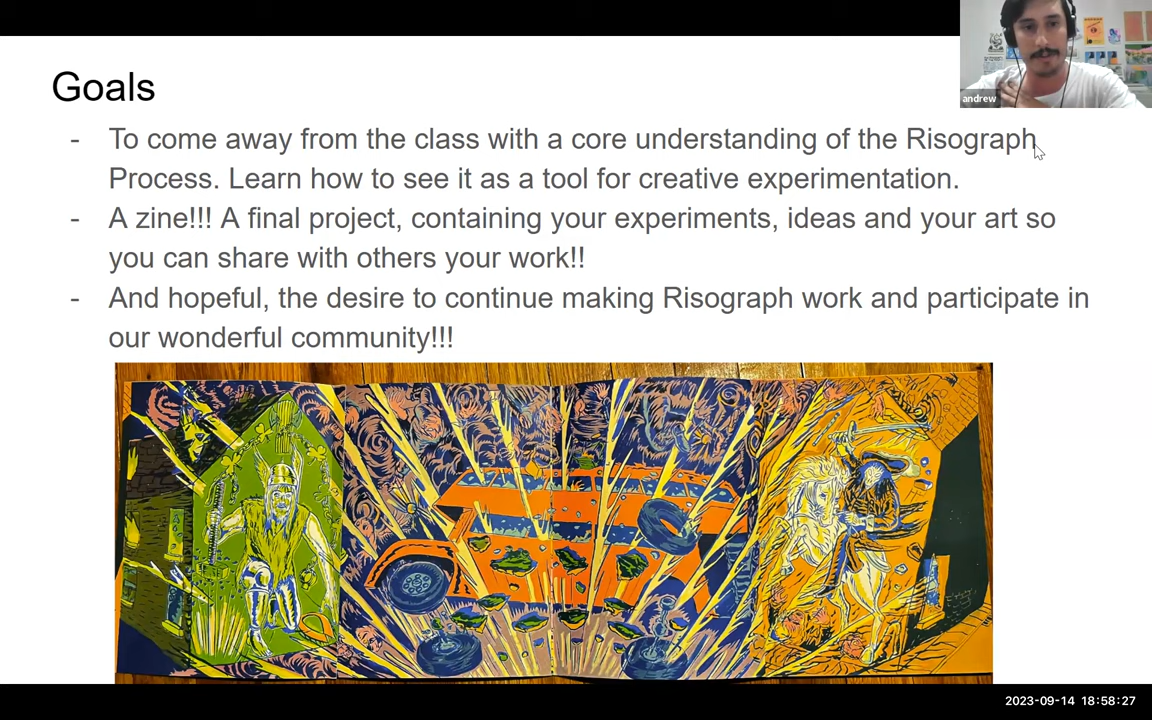 Goals
- To come away from the class with a core understanding of the Risograph
Process. Learn how to see it as a tool for creative experimentation.
- A zine!!! A final project, containing your experiments, ideas and your art so
you can share with others your work!!
- And hopeful, the desire to continue making Risograph work and participate in
our wonderful community!!!
andrew
2023-09-14 18:58:27